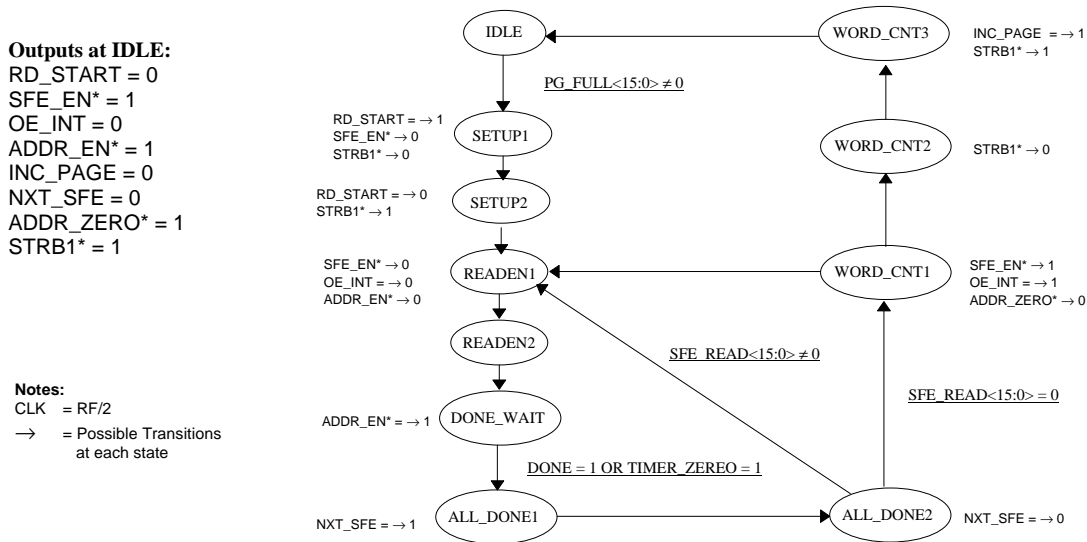 Outputs at IDLE:
RD_START = 0
SFE_EN* = 1
OE_INT = 0
ADDR_EN* = 1
INC_PAGE = 0
NXT_SFE = 0
ADDR_ZERO* = 1
STRB1* = 1
Notes:
CLK = RF/2
→ = Possible Transitions
at each state
IDLE
PG_FULL<15:0> ≠ 0
RD_START = → 1
SFE_EN* → 0
STRB1* → 0
SETUP1
RD_START = → 0
STRB1* → 1
SETUP2
SFE_EN* → 0
OE_INT = → 0
ADDR_EN* → 0
READEN1
READEN2
ADDR_EN* = → 1
DONE_WAIT
DONE = 1 OR TIMER_ZEREO = 1
NXT_SFE = → 1
ALL_DONE1
ALL_DONE2
NXT_SFE = → 0
SFE_READ<15:0> ≠ 0
SFE_READ<15:0> = 0
WORD_CNT1
SFE_EN* → 1
OE_INT = → 1
ADDR_ZERO* → 0
WORD_CNT2
STRB1* → 0
WORD_CNT3
INC_PAGE = → 1
STRB1* → 1